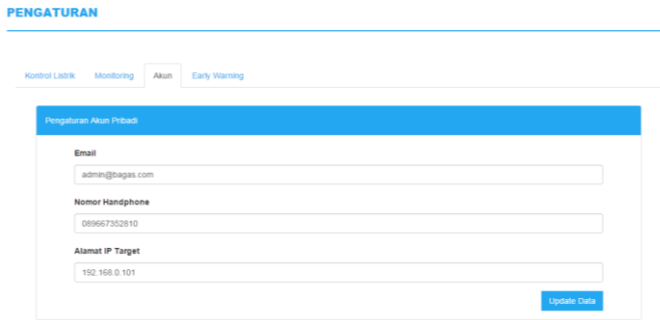 PENGATURAN
Kontrol Listrik Monitoring Akun Early Warning
Pengaturan Akun Pribadi
Email
admin@bagas.com
Nomor Handphone
089667352810
Alamat IP Target
192.168.0.101
Update Data